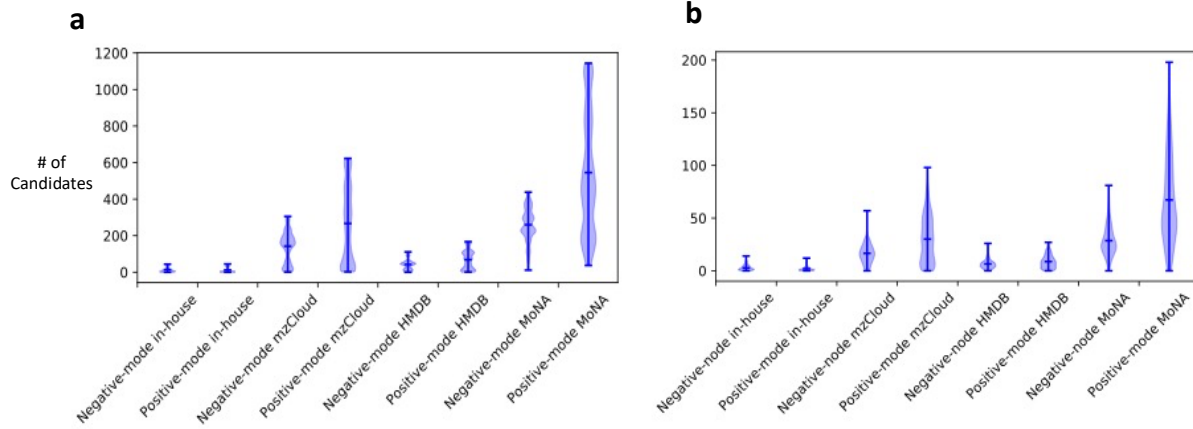 a
b
1200
1000
800
600
400
200
0
# of
Candidates
200
150
100
50
0
Negative-mode in-house
Positive-mode in-house
Negative-mode mzCloud
Positive-mode mzCloud
Negative-mode HMDB
Positive-mode HMDB
Negative-mode MoNA
Positive-mode MoNA
Negative-node in-house
Positive-mode in-house
Negative-node mzCloud
Positive-mode mzCloud
Negative-node HMDB
Positive-mode HMDB
Negative-node MoNA
Positive-mode MoNA